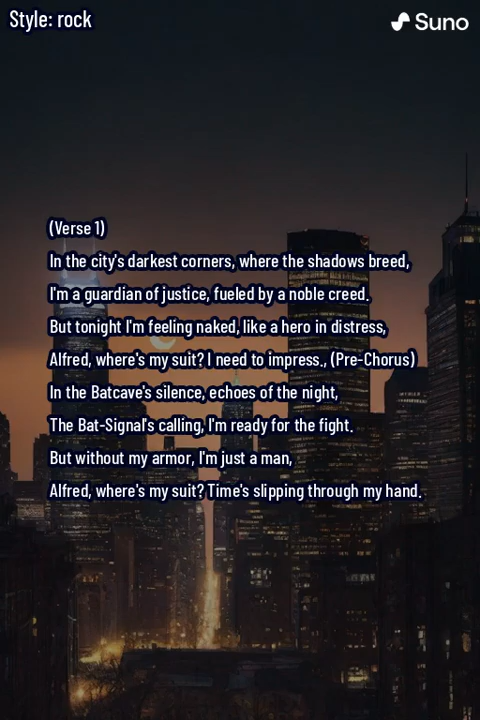 Style: rock
Suno
(Verse 1)
In the city's darkest corners, where the shadows breed,
I'm a guardian of justice, fueled by a noble creed.
But tonight I'm feeling naked, like a hero in distress,
Alfred, where's my suit? I need to impress., (Pre-Chorus)
In the Batcave's silence, echoes of the night,
The Bat-Signal's calling, I'm ready for the fight.
But without my armor, I'm just a man,
Alfred, where's my suit? Time's slipping through my hand.